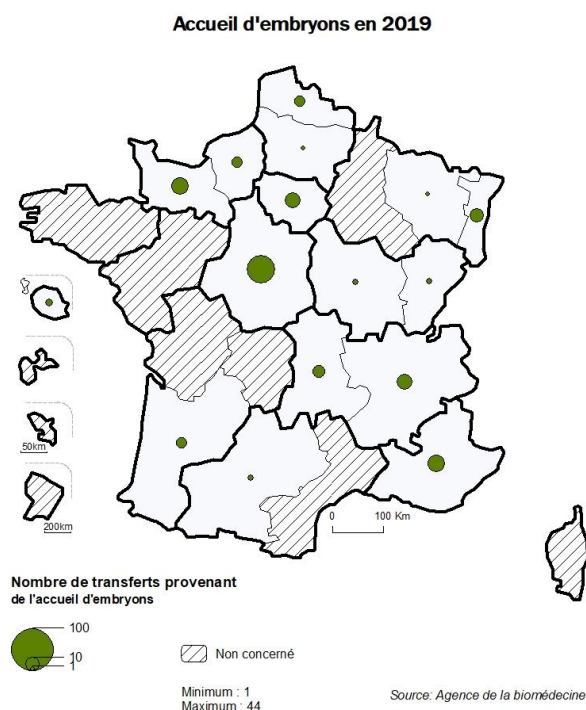 Accueil d'embryons en 2019
50km
200km
0 100 Km
Nombre de transferts provenant
de l'accueil d'embryons
100
10
1
Non concerné
Minimum : 1
Maximum : 44
Source: Agence de la biomédecine